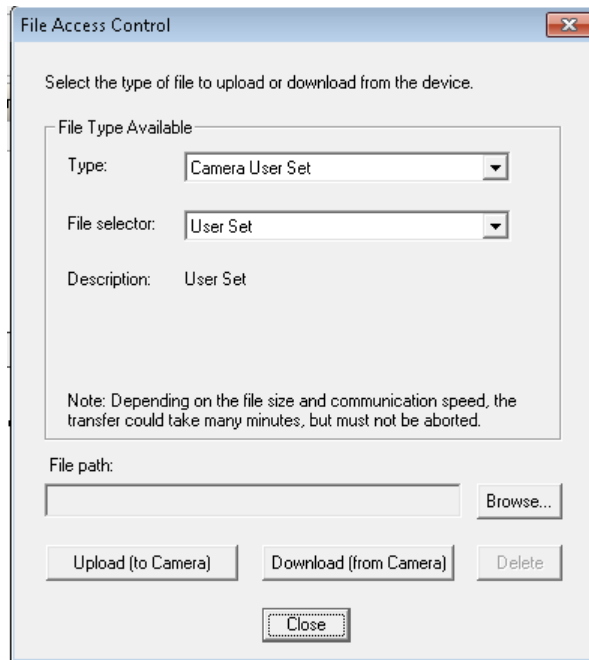 File Access Control
Select the type of file to upload or download from the device.
File Type Available
Type: Camera User Set
File selector: User Set
Description: User Set
Note: Depending on the file size and communication speed, the
transfer could take many minutes, but must not be aborted.
File path:
Browse...
Upload (to Camera) Download (from Camera) Delete
Close